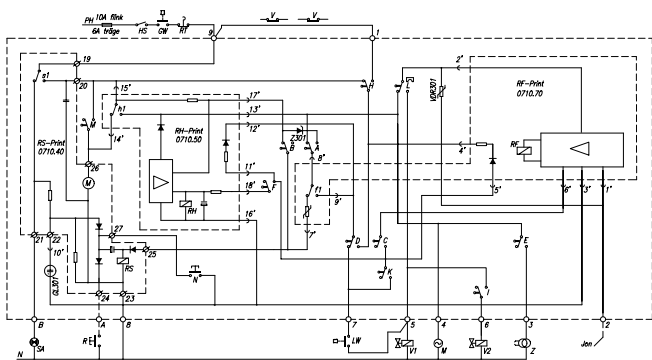 PH 10A flink
6A träge
HS GW RT
V V
9 1
19
20
s1
15'
17'
H
L
2'
VDR301
RF-Print
0710.70
h1
13'
RS-Print
0710.40
M
RH-Print
0710.50
12'
Z301
B A
8'
14'
4'
RF
26
11'
F
5'
6' 3' 1'
M
18'
f1
9'
RH
16'
7'
27
21 22
10'
25
D C
E
RS
N
K
GL301
24 23
I
B A 8 7 5 4 6 3 2
SA
R
LW
V1
M
V2
Z
Jon
N